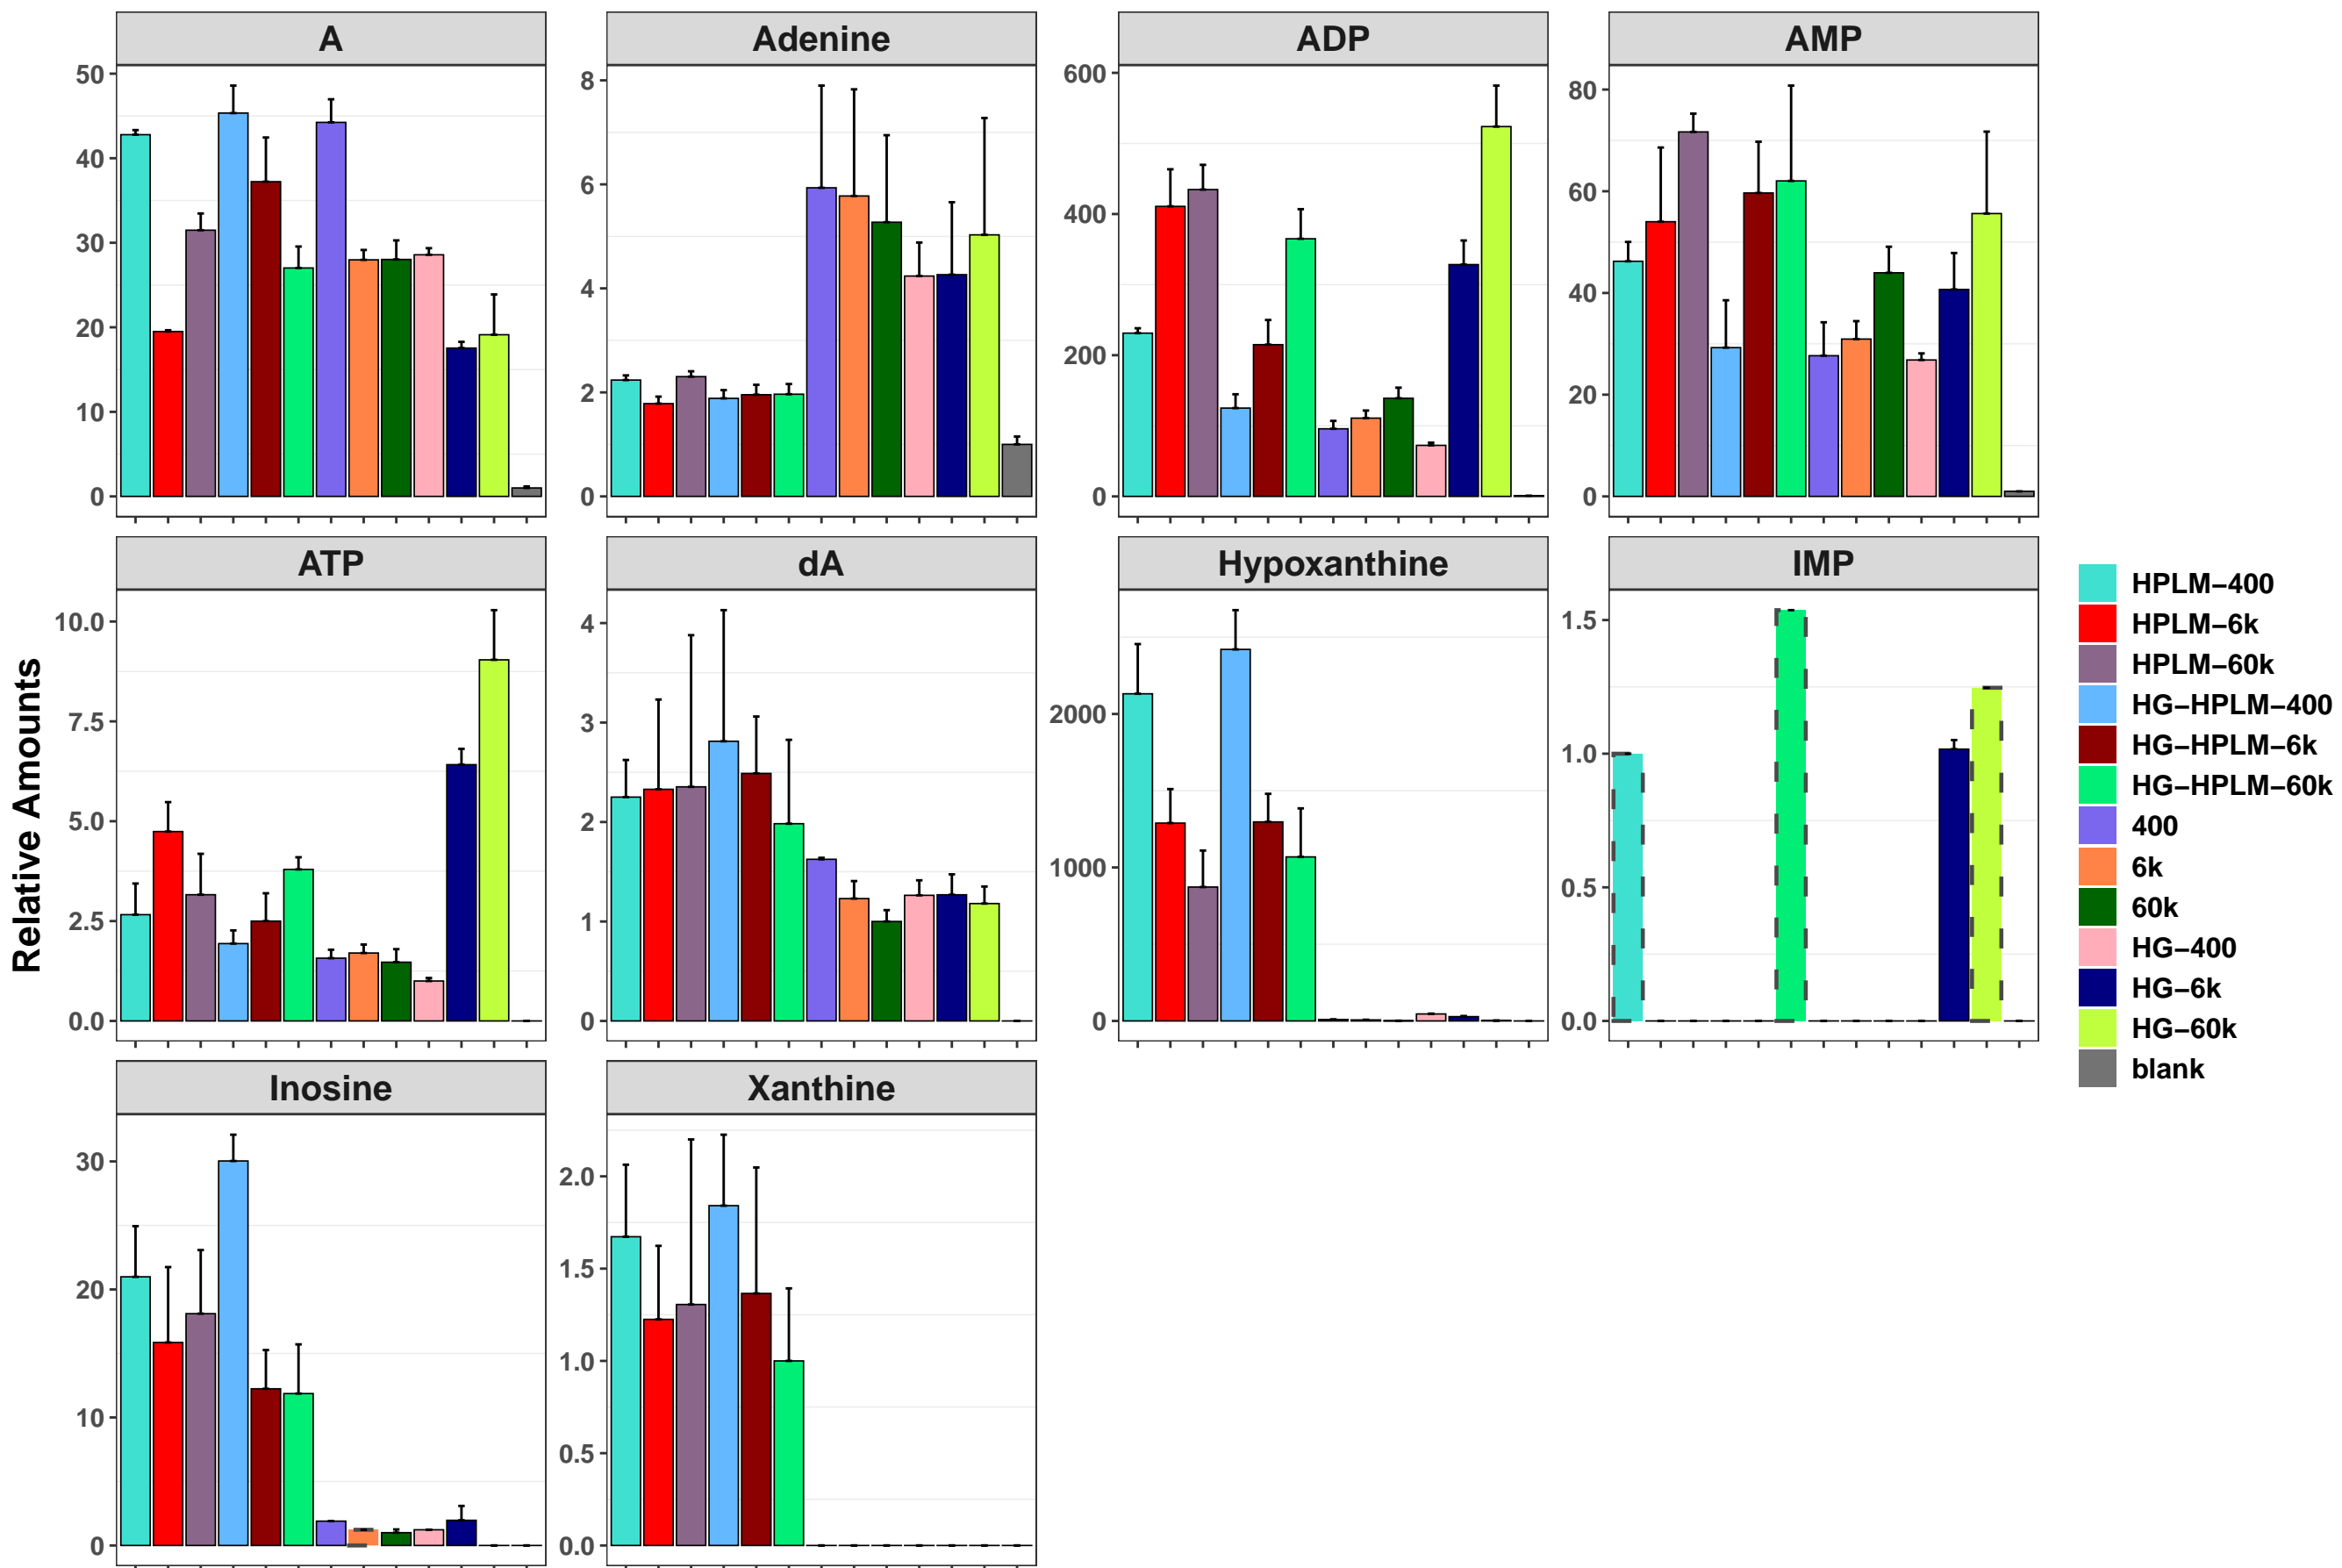 A
Adenine
ADP
AMP
50
40
30
20
10
0
8
6
4
2
0
600
400
200
0
80
60
40
20
0
ATP
dA
Hypoxanthine
IMP
10.0
7.5
5.0
2.5
0.0
4
3
2
1
0
2000
1000
0
1.5
1.0
0.5
0.0
Inosine
Xanthine
30
20
10
0
2.0
1.5
1.0
0.5
0.0
Relative Amounts
HPLM−400
HPLM−6k
HPLM−60k
HG−HPLM−400
HG−HPLM−6k
HG−HPLM−60k
400
6k
60k
HG−400
HG−6k
HG−60k
blank